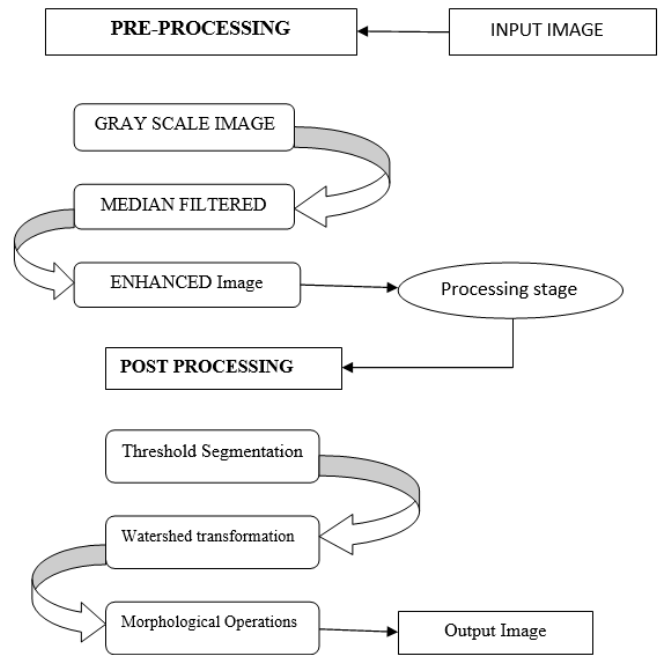 PRE-PROCESSING
INPUT IMAGE
GRAY SCALE IMAGE
MEDIAN FILTERED
ENHANCED Image
Processing stage
POST PROCESSING
Threshold Segmentation
Watershed transformation
Morphological Operations
Output Image